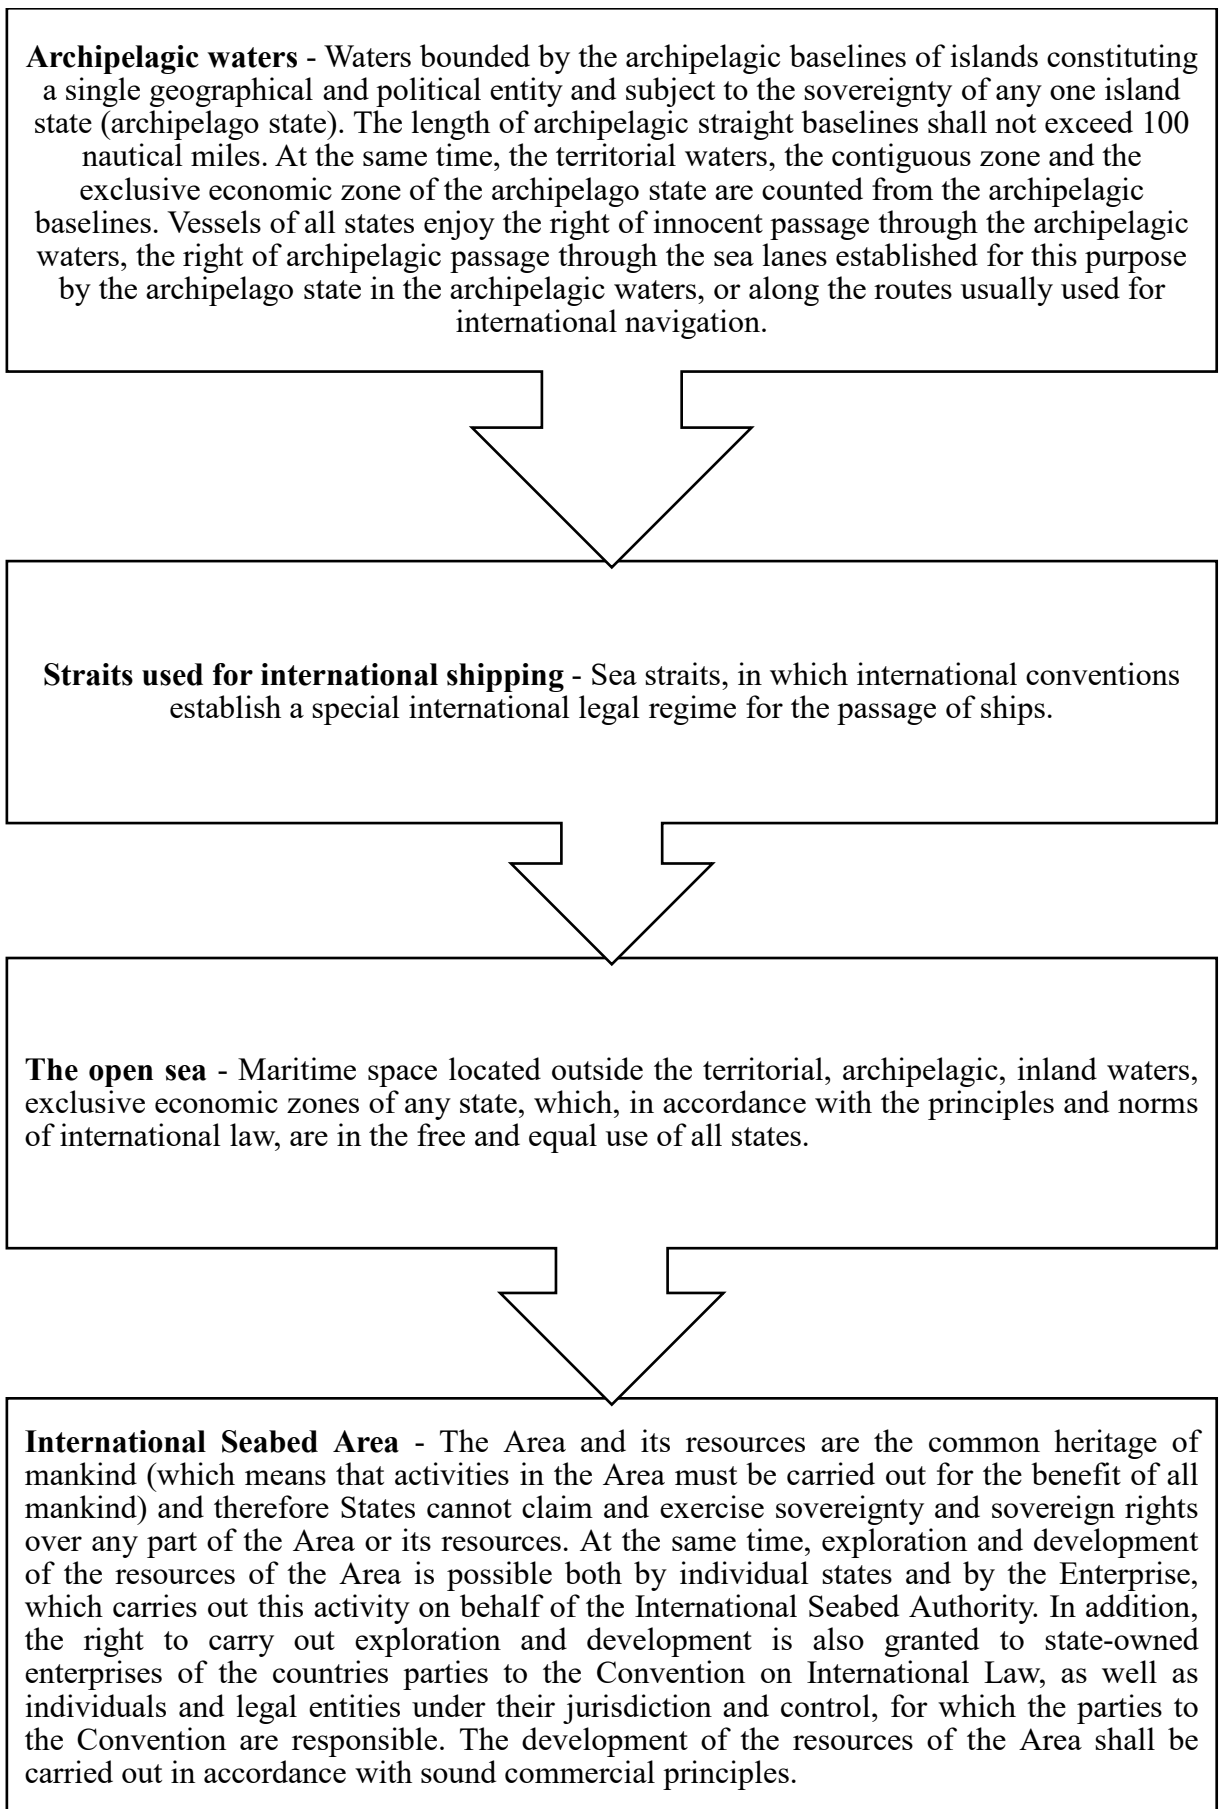 Archipelagic waters - Waters bounded by the archipelagic baselines of islands constituting
a single geographical and political entity and subject to the sovereignty of any one island
state (archipelago state). The length of archipelagic straight baselines shall not exceed 100
nautical miles. At the same time, the territorial waters, the contiguous zone and the
exclusive economic zone of the archipelago state are counted from the archipelagic
baselines. Vessels of all states enjoy the right of innocent passage through the archipelagic
waters, the right of archipelagic passage through the sea lanes established for this purpose
by the archipelago state in the archipelagic waters, or along the routes usually used for
international navigation.
Straits used for international shipping - Sea straits, in which international conventions
establish a special international legal regime for the passage of ships.
The open sea - Maritime space located outside the territorial, archipelagic, inland waters,
exclusive economic zones of any state, which, in accordance with the principles and norms
of international law, are in the free and equal use of all states.
International Seabed Area - The Area and its resources are the common heritage of
mankind (which means that activities in the Area must be carried out for the benefit of all
mankind) and therefore States cannot claim and exercise sovereignty and sovereign rights
over any part of the Area or its resources. At the same time, exploration and development
of the resources of the Area is possible both by individual states and by the Enterprise,
which carries out this activity on behalf of the International Seabed Authority. In addition,
the right to carry out exploration and development is also granted to state-owned
enterprises of the countries parties to the Convention on International Law, as well as
individuals and legal entities under their jurisdiction and control, for which the parties to
the Convention are responsible. The development of the resources of the Area shall be
carried out in accordance with sound commercial principles.